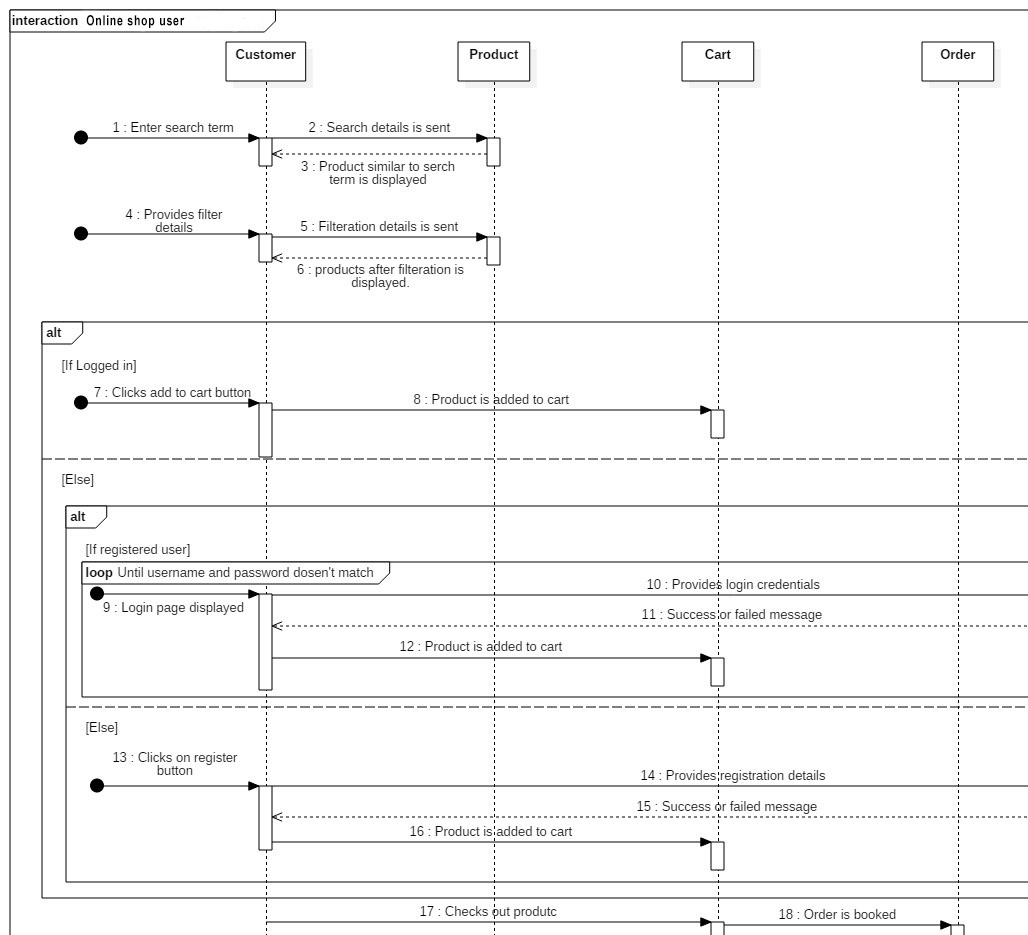 interaction Online shop user
Customer
Product
Cart
Order
1 : Enter search term
2 : Search details is sent
3 : Product similar to serch
term is displayed
4 : Provides filter
details
5 : Filteration details is sent
6 : products after filteration is
displayed.
alt
[If Logged in]
7 : Clicks add to cart button
8 : Product is added to cart
[Else]
alt
[If registered user]
loop Until username and password dosen't match
10 : Provides login credentials
9 : Login page displayed
11 : Success or failed message
12 : Product is added to cart
[Else]
13 : Clicks on register
button
14 : Provides registration details
15 : Success or failed message
16 : Product is added to cart
17 : Checks out produtc
18 : Order is booked